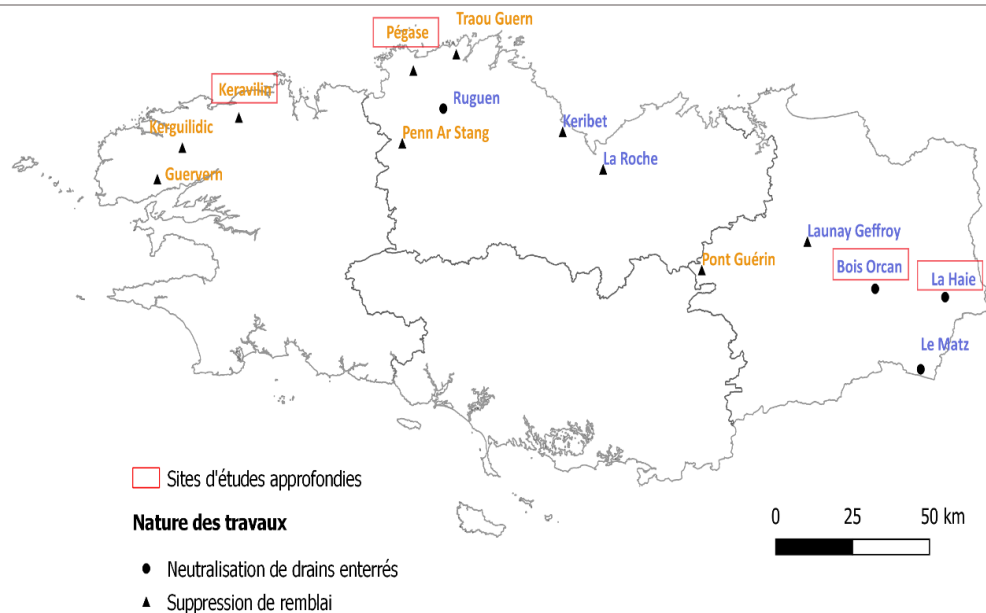 Traou Guern
Pégase
Keravilin
Ruguen
Kerguilidic
Penn Ar Stang
Keribet
La Roche
Guervern
Launay Geffroy
Pont Guérin
Bois Orcan
La Haie
Le Matz
Sites d'études approfondies
Nature des travaux
0 25 50 km
Neutralisation de drains enterrés
Suppression de remblai